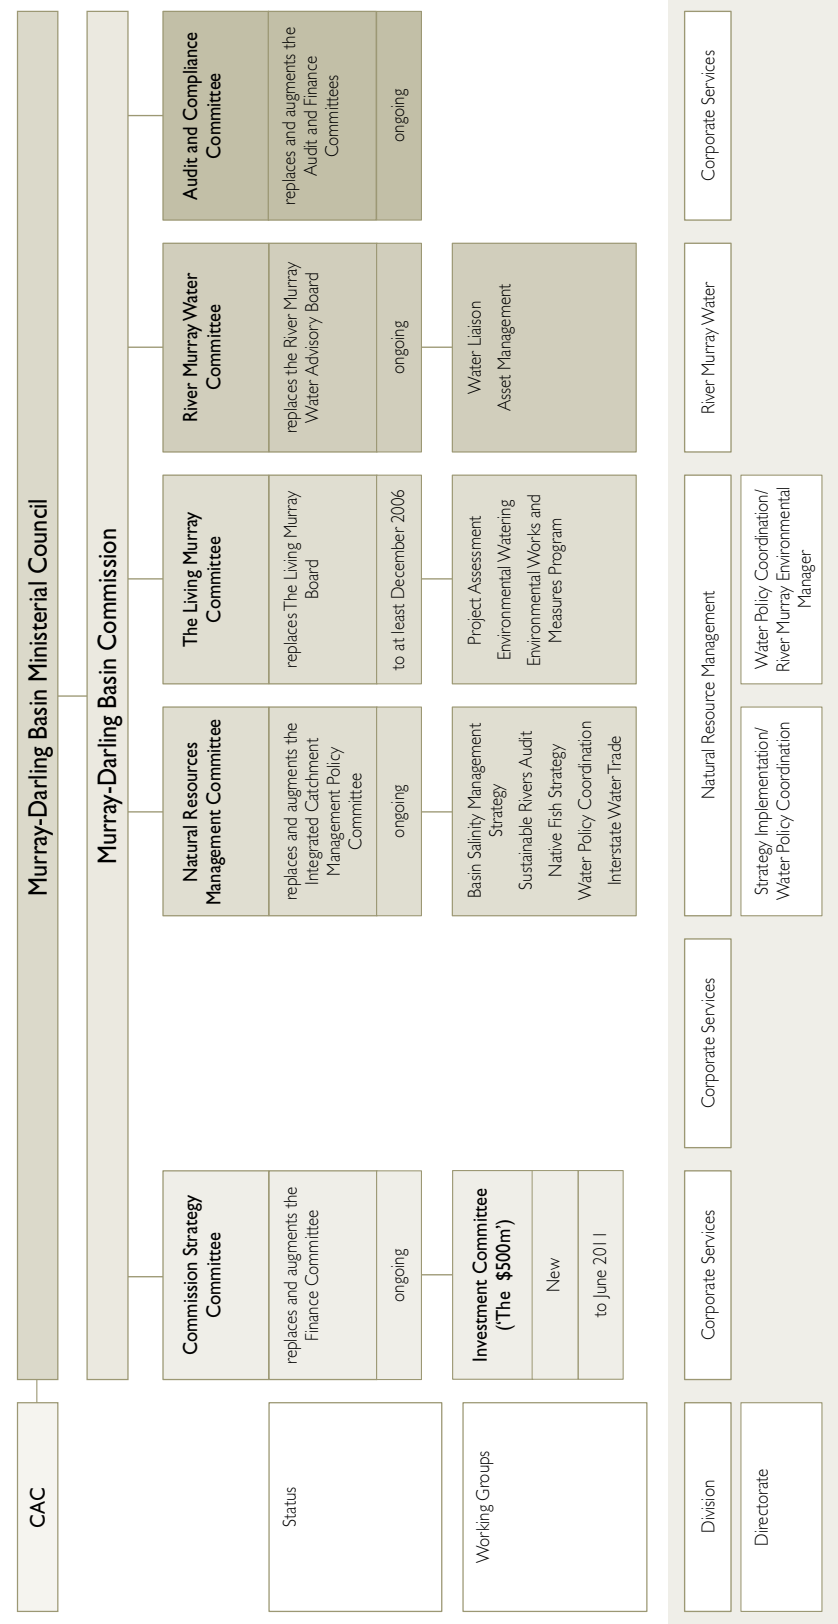 CAC
Murray-Darling Basin Ministerial Council
Murray-Darling Basin Commission
Commission Strategy
Committee
Natural Resources
Management Committee
The Living Murray
Committee
River Murray Water
Committee
Audit and Compliance
Committee
Status
replaces and augments the
Finance Committee
replaces and augments the
Integrated Catchment
Management Policy
Committee
replaces The Living Murray
Board
replaces the River Murray
Water Advisory Board
replaces and augments the
Audit and Finance
Committees
ongoing
ongoing
to at least December 2006
ongoing
ongoing
Working Groups
Investment Committee
(‘The $500m’)
New
to June 2011
Basin Salinity Management
Strategy
Sustainable Rivers Audit
Native Fish Strategy
Water Policy Coordination
Interstate Water Trade
Project Assessment
Environmental Watering
Environmental Works and
Measures Program
Water Liaison
Asset Management
Division
Corporate Services
Corporate Services
Natural Resource Management
River Murray Water
Corporate Services
Directorate
Strategy Implementation/
Water Policy Coordination
Water Policy Coordination/
River Murray Environmental
Manager